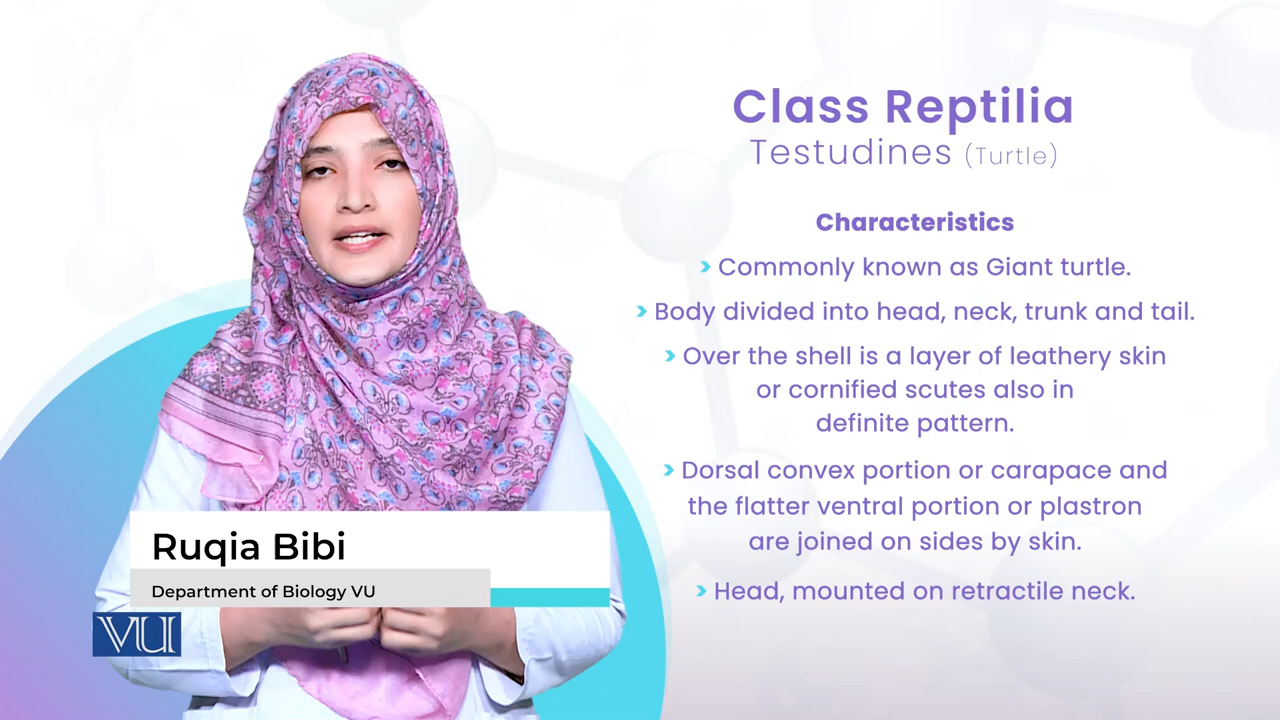 Class Reptilia
Testudines (Turtle)
Characteristics
Commonly known as Giant turtle.
Body divided into head, neck, trunk and tail.
Over the shell is a layer of leathery skin
or cornified scutes also in
definite pattern.
Dorsal convex portion or carapace and
the flatter ventral portion or plastron
are joined on sides by skin.
Head, mounted on retractile neck.
Ruqia Bibi
Department of Biology VU
VU